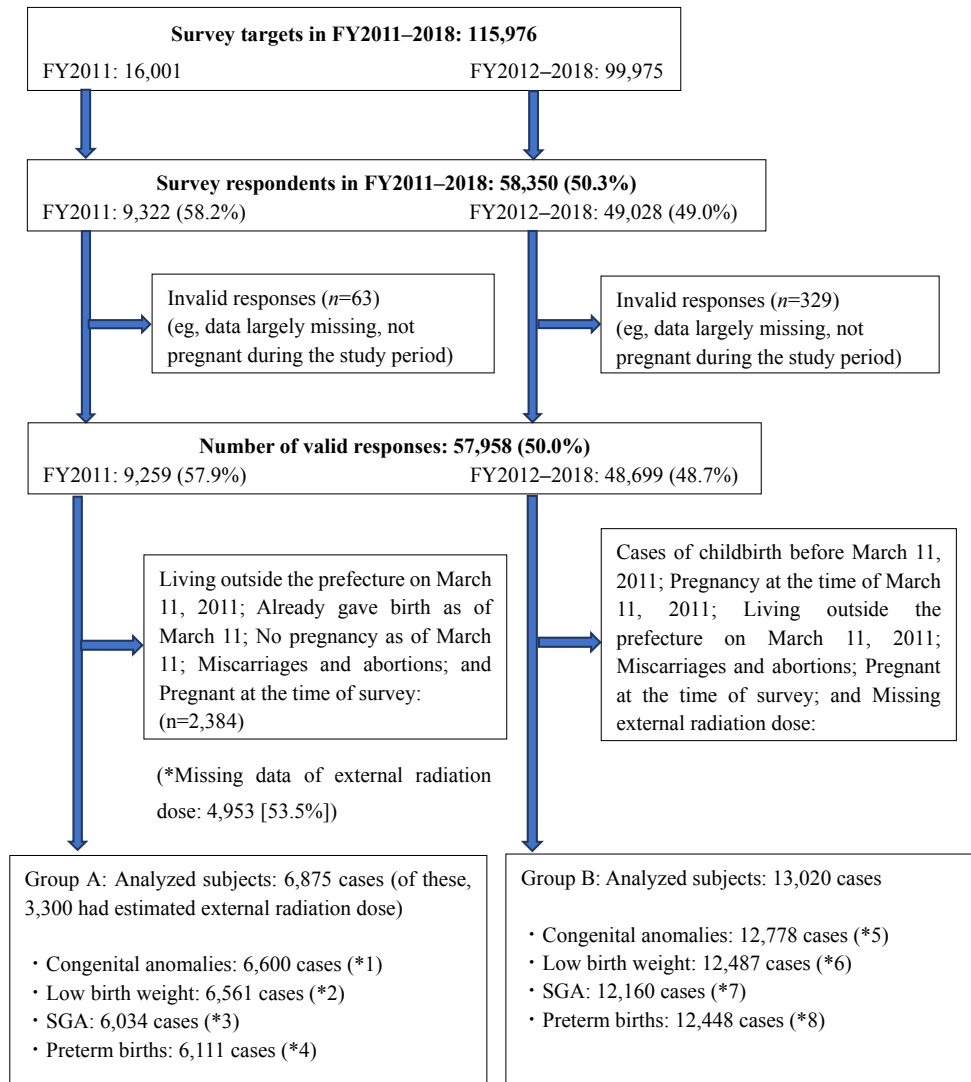 Survey targets in FY2011–2018: 115,976
FY2011: 16,001 FY2012–2018: 99,975
Survey respondents in FY2011–2018: 58,350 (50.3%)
FY2011: 9,322 (58.2%) FY2012–2018: 49,028 (49.0%)
Invalid responses (n=63)
(eg, data largely missing, not
pregnant during the study period)
Invalid responses (n=329)
(eg, data largely missing, not
pregnant during the study period)
Number of valid responses: 57,958 (50.0%)
FY2011: 9,259 (57.9%) FY2012–2018: 48,699 (48.7%)
Living outside the prefecture on March
11, 2011; Already gave birth as of
March 11; No pregnancy as of March
11; Miscarriages and abortions; and
Pregnant at the time of survey:
(n=2,384)
(*Missing data of external radiation
dose: 4,953 [53.5%])
Cases of childbirth before March 11,
2011; Pregnancy at the time of March
11, 2011; Living outside the
prefecture on March 11, 2011;
Miscarriages and abortions; Pregnant
at the time of survey; and Missing
external radiation dose:
Group A: Analyzed subjects: 6,875 cases (of these,
3,300 had estimated external radiation dose)
・Congenital anomalies: 6,600 cases (*1)
・Low birth weight: 6,561 cases (*2)
・SGA: 6,034 cases (*3)
・Preterm births: 6,111 cases (*4)
Group B: Analyzed subjects: 13,020 cases
・Congenital anomalies: 12,778 cases (*5)
・Low birth weight: 12,487 cases (*6)
・SGA: 12,160 cases (*7)
・Preterm births: 12,448 cases (*8)